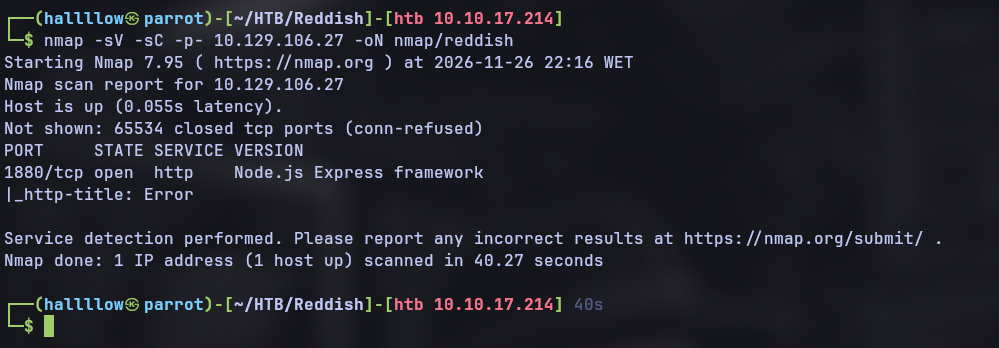 ┌──(hallllow㉿parrot)-[~/HTB/Reddish]-[htb 10.10.17.214]
└─$ nmap -sV -sC -p- 10.129.106.27 -oN nmap/reddish
Starting Nmap 7.95 ( https://nmap.org ) at 2026-11-26 22:16 WET
Nmap scan report for 10.129.106.27
Host is up (0.055s latency).
Not shown: 65534 closed tcp ports (conn-refused)
PORT     STATE SERVICE VERSION
1880/tcp open  http    Node.js Express framework
|_http-title: Error
Service detection performed. Please report any incorrect results at https://nmap.org/submit/ .
Nmap done: 1 IP address (1 host up) scanned in 40.27 seconds
┌──(hallllow㉿parrot)-[~/HTB/Reddish]-[htb 10.10.17.214] 40s
└─$